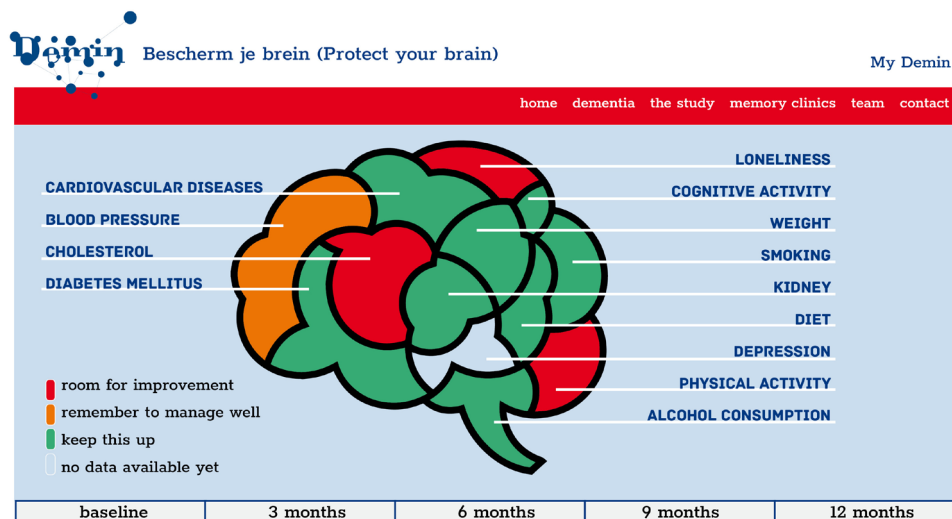 Demin
Bescherm je brein (Protect your brain)
My Demin
home dementia the study memory clinics team contact
CARDIOVASCULAR DISEASES
BLOOD PRESSURE
CHOLESTEROL
DIABETES MELLITUS
LONELINESS
COGNITIVE ACTIVITY
WEIGHT
SMOKING
KIDNEY
DIET
DEPRESSION
PHYSICAL ACTIVITY
ALCOHOL CONSUMPTION
room for improvement
remember to manage well
keep this up
no data available yet
baseline 3 months 6 months 9 months 12 months